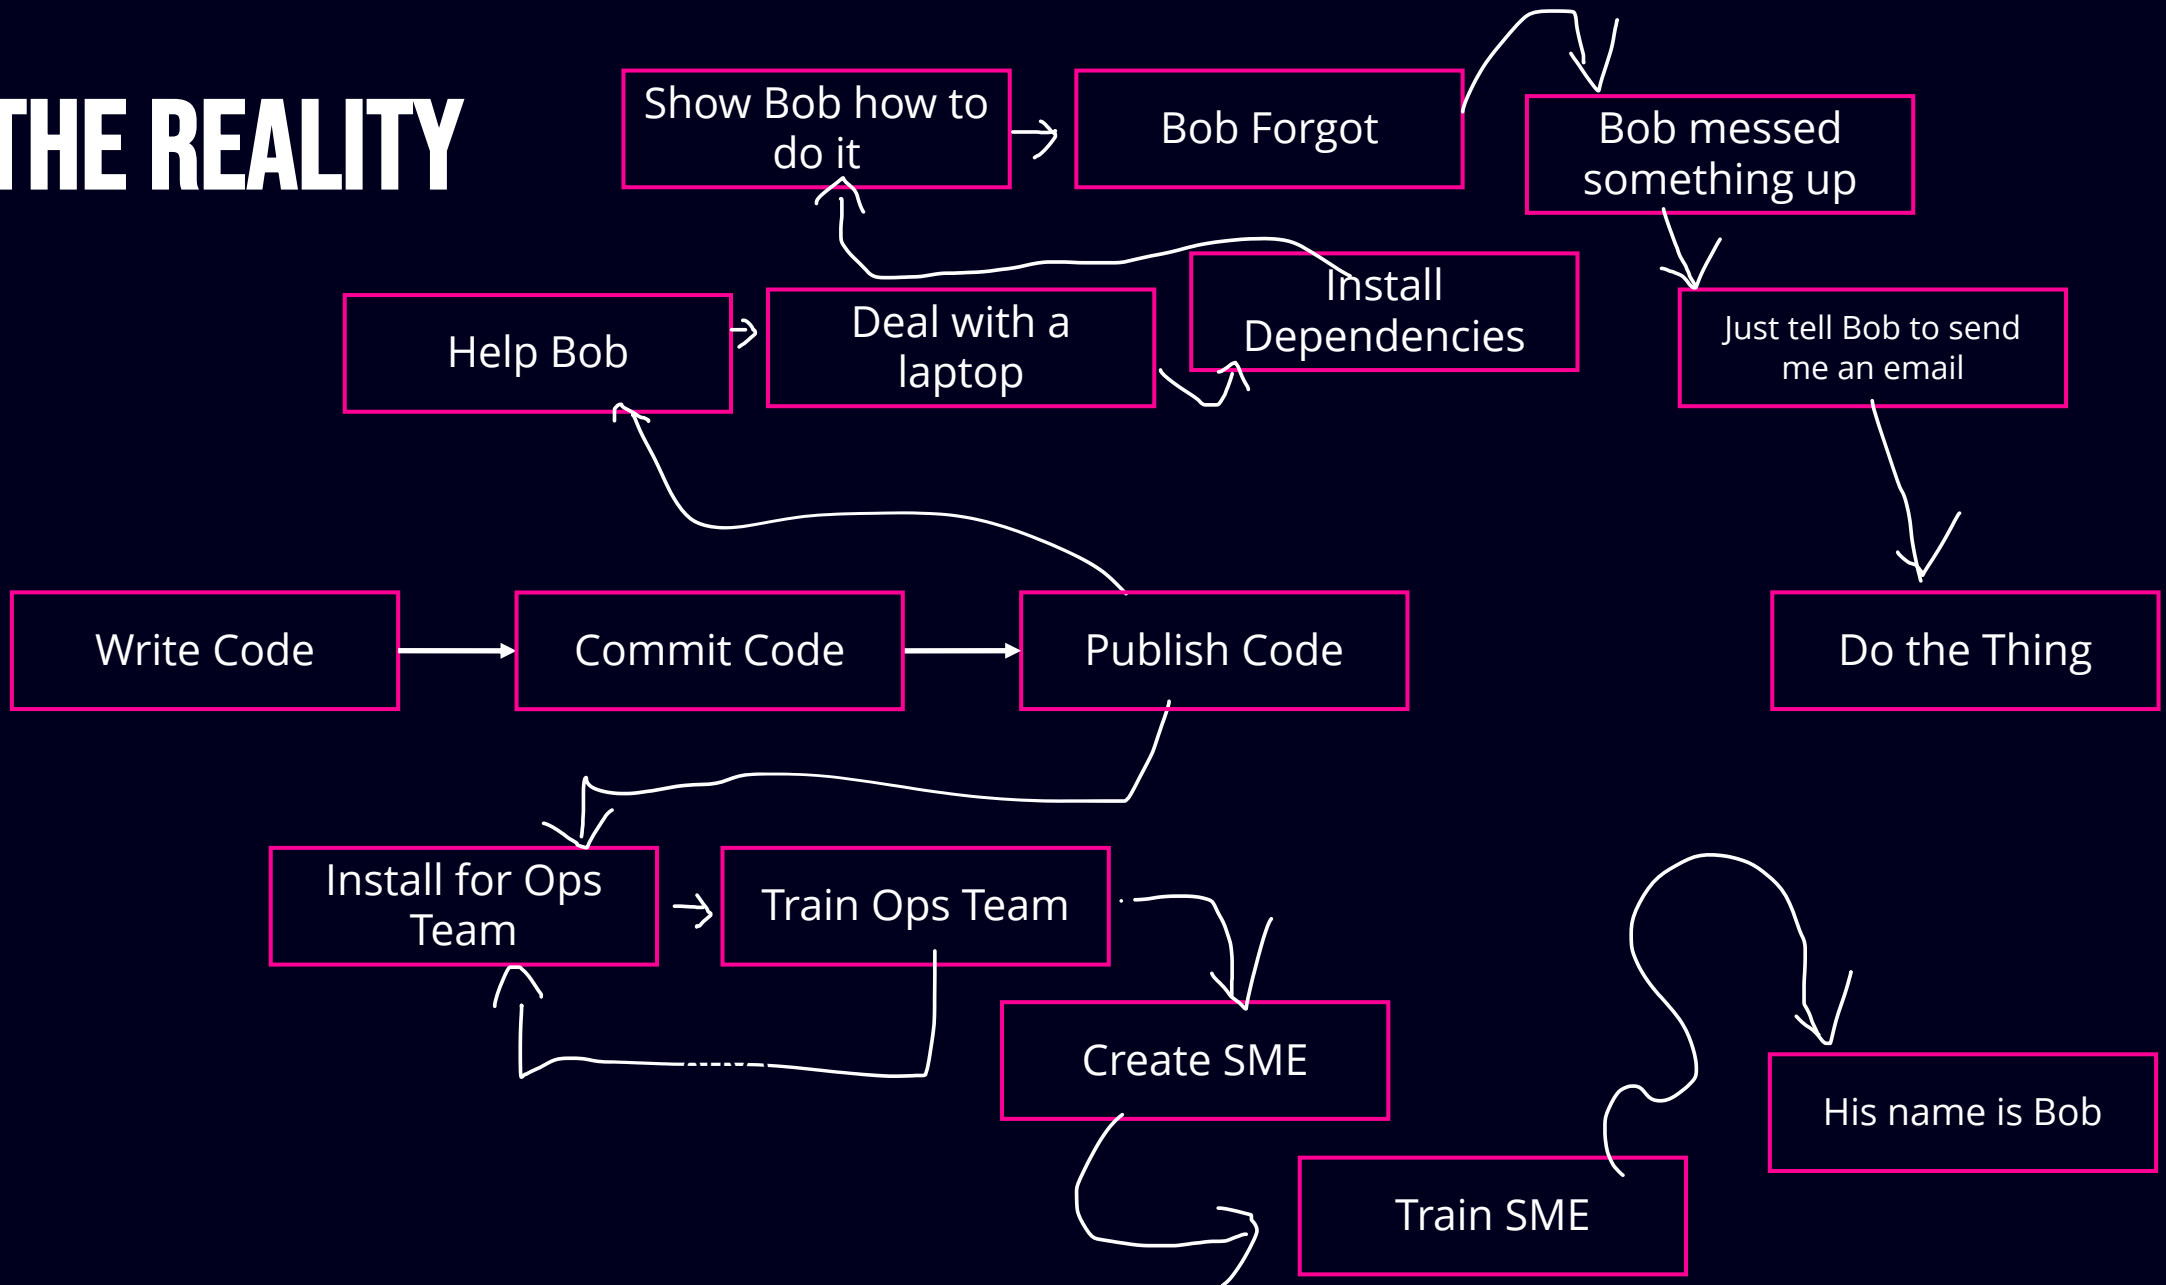 THE REALITY
Show Bob how to
do it
Bob Forgot
Bob messed
something up
Help Bob
Deal with a
laptop
Install
Dependencies
Just tell Bob to send
me an email
Write Code
Commit Code
Publish Code
Do the Thing
Install for Ops
Team
Train Ops Team
Create SME
Train SME
His name is Bob